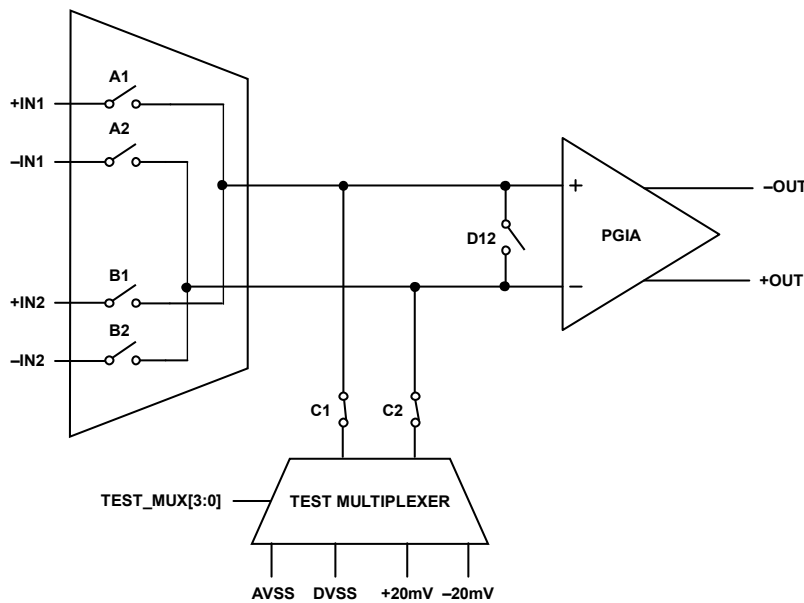 A1
+IN1
A2
–IN1
+
–OUT
D12
PGIA
B1
–
+OUT
+IN2
B2
–IN2
C1
C2
TEST_MUX[3:0]
TEST MULTIPLEXER
AVSS DVSS +20mV –20mV